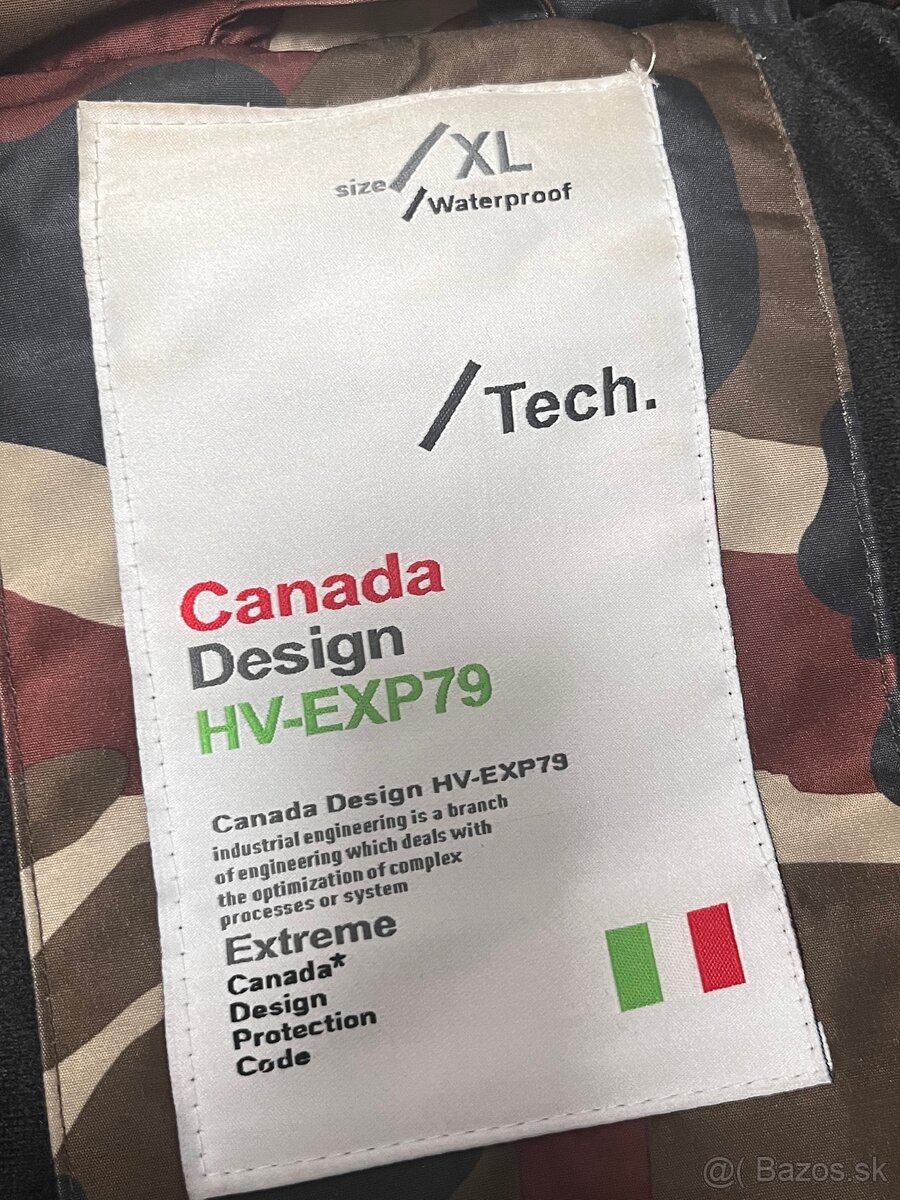 size / XL
/ Waterproof
/ Tech.
Canada
Design
HV-EXP79
Canada Design HV-EXP79
industrial engineering is a branch
of engineering which deals with
the optimization of complex
processes or system
Extreme
Canada*
Design
Protection
Code
@( Bazos.sk